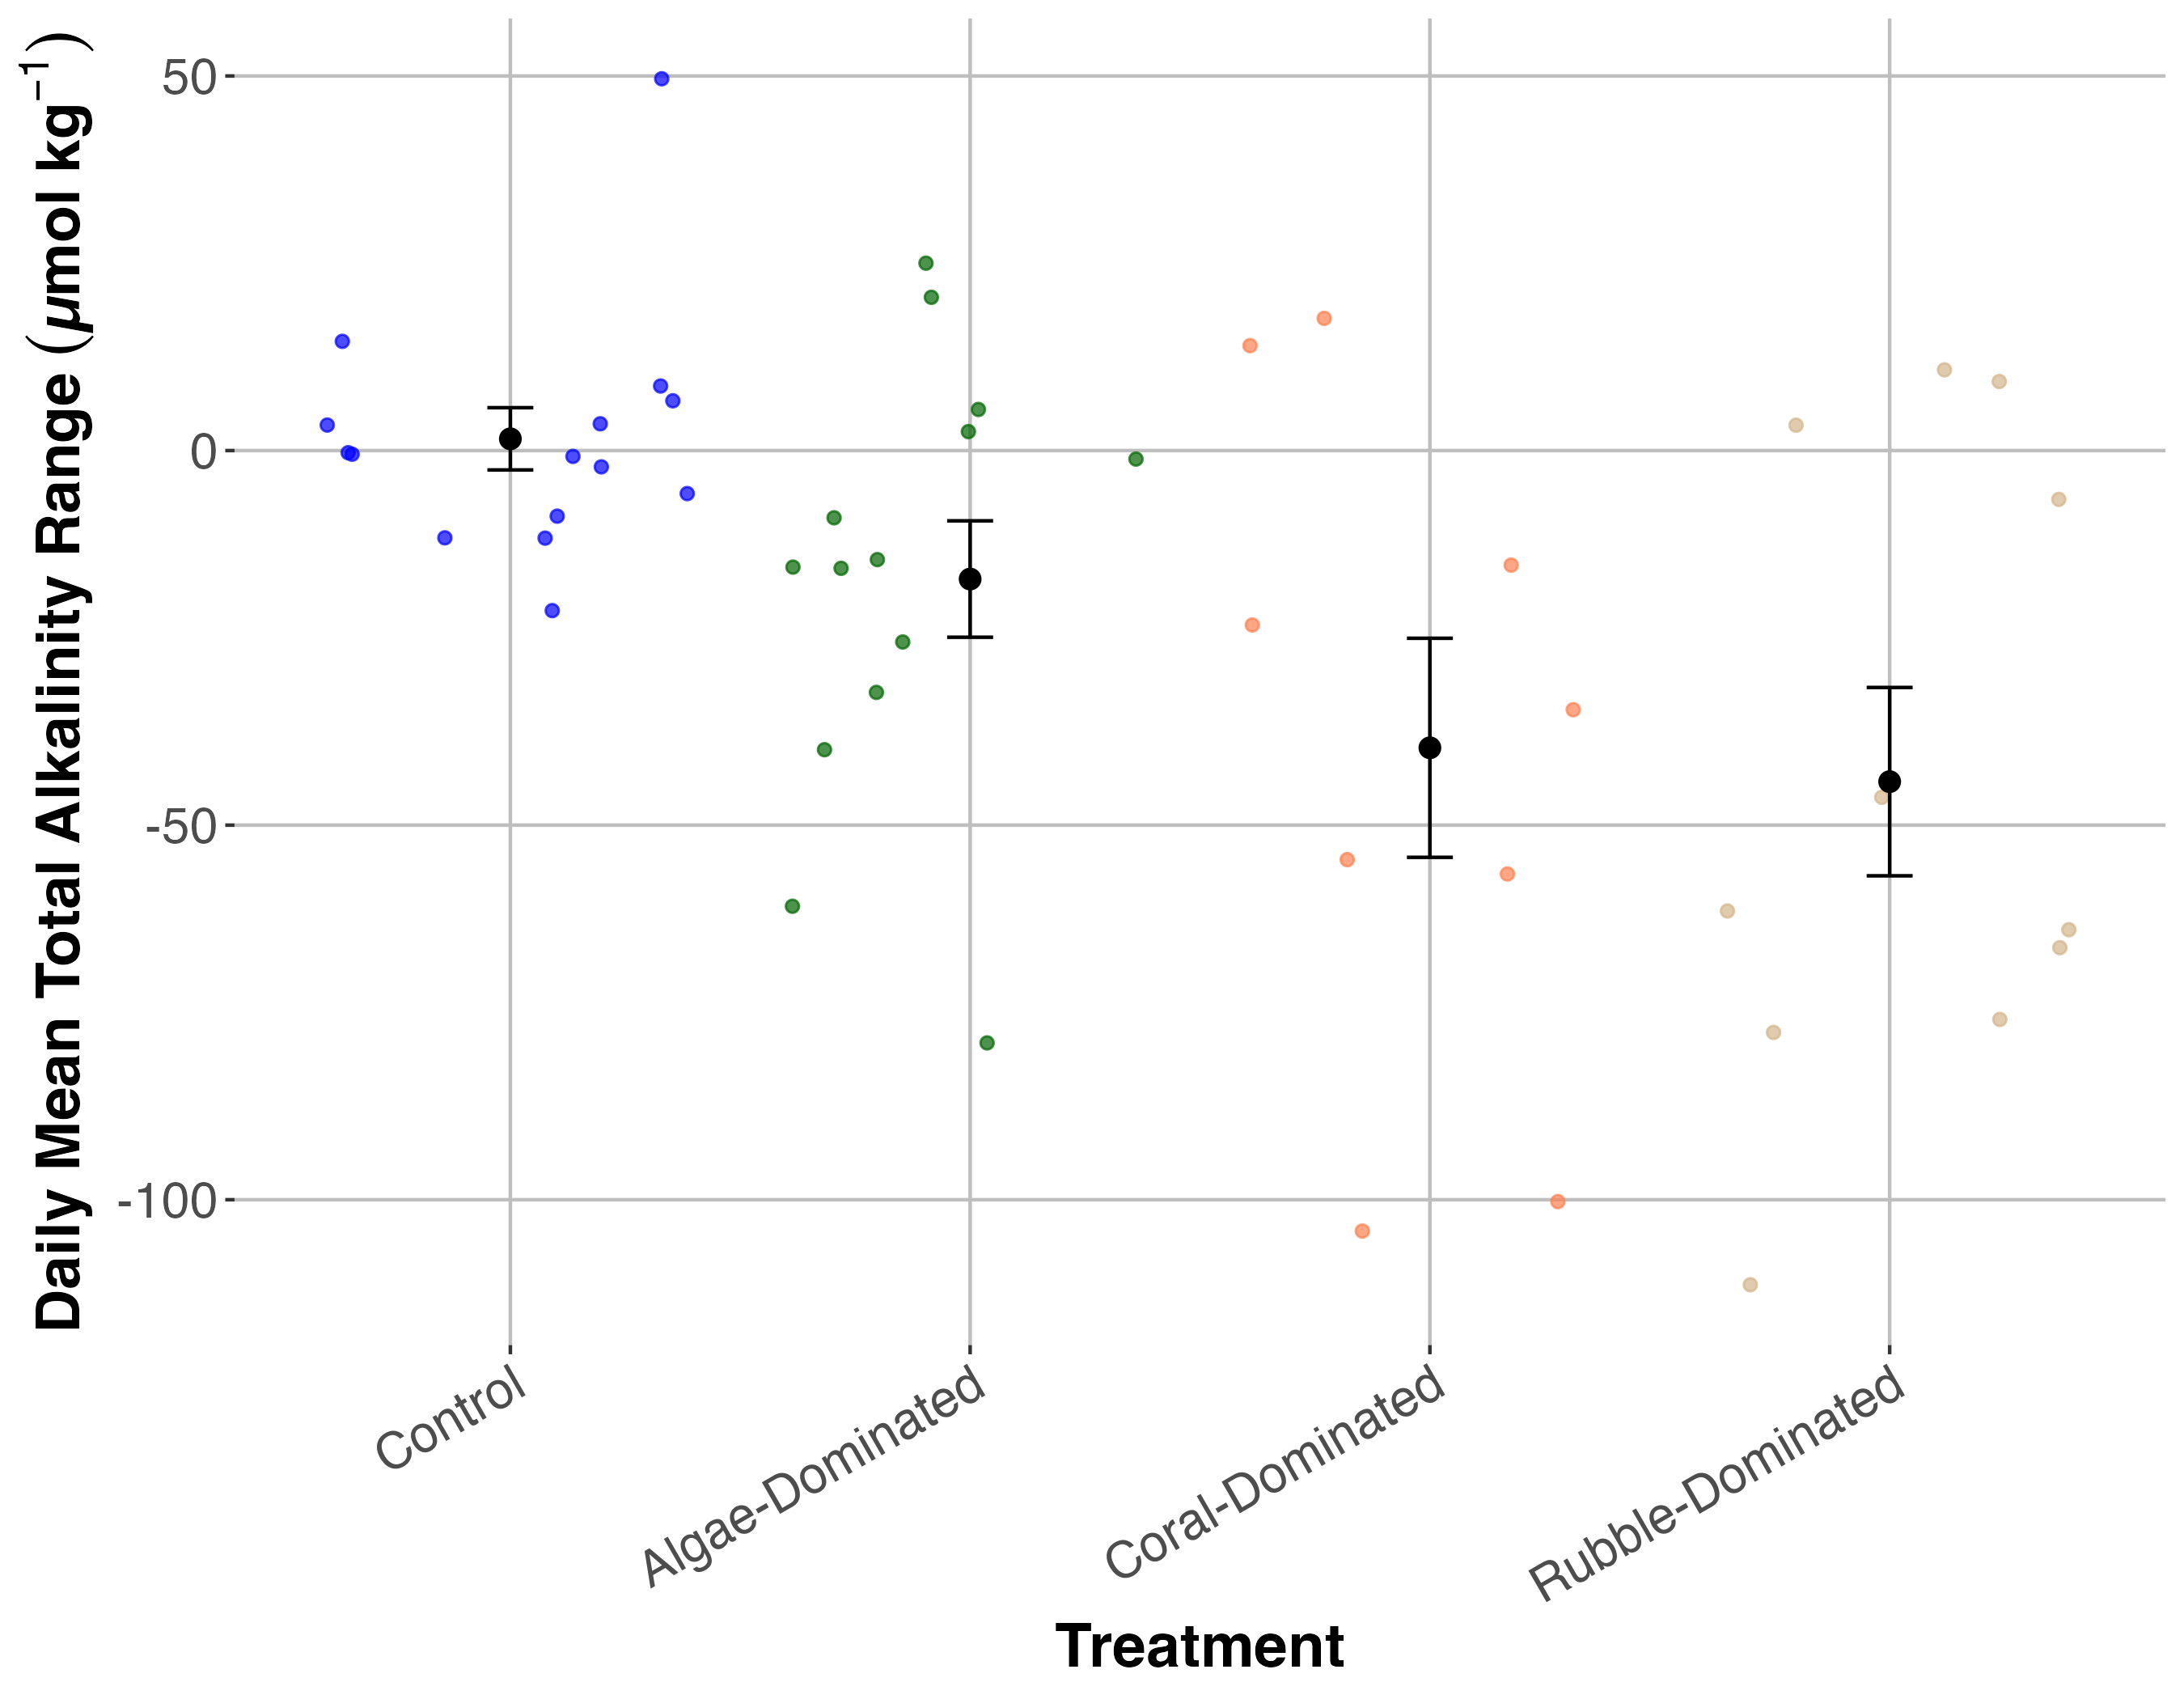 Daily Mean Total Alkalinity Range (µmol kg⁻¹)
50
0
-50
-100
Control
Algae-Dominated
Coral-Dominated
Rubble-Dominated
Treatment